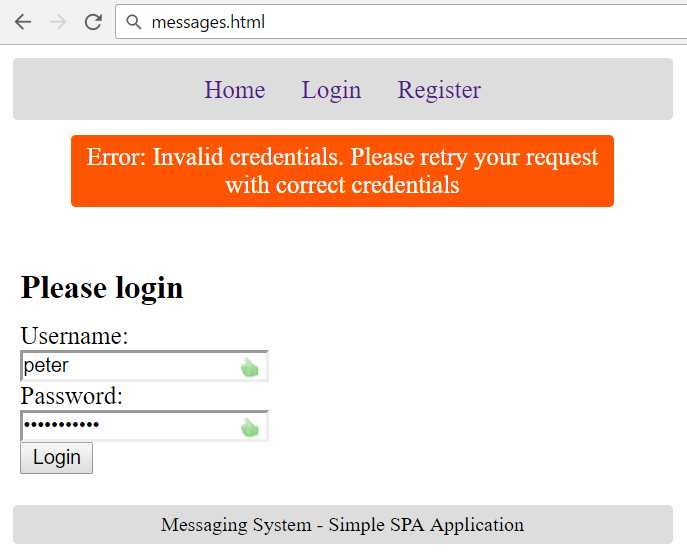 messages.html
Home Login Register
Error: Invalid credentials. Please retry your request
with correct credentials
Please login
Username:
peter
Password:
•••••••••••
Login
Messaging System - Simple SPA Application